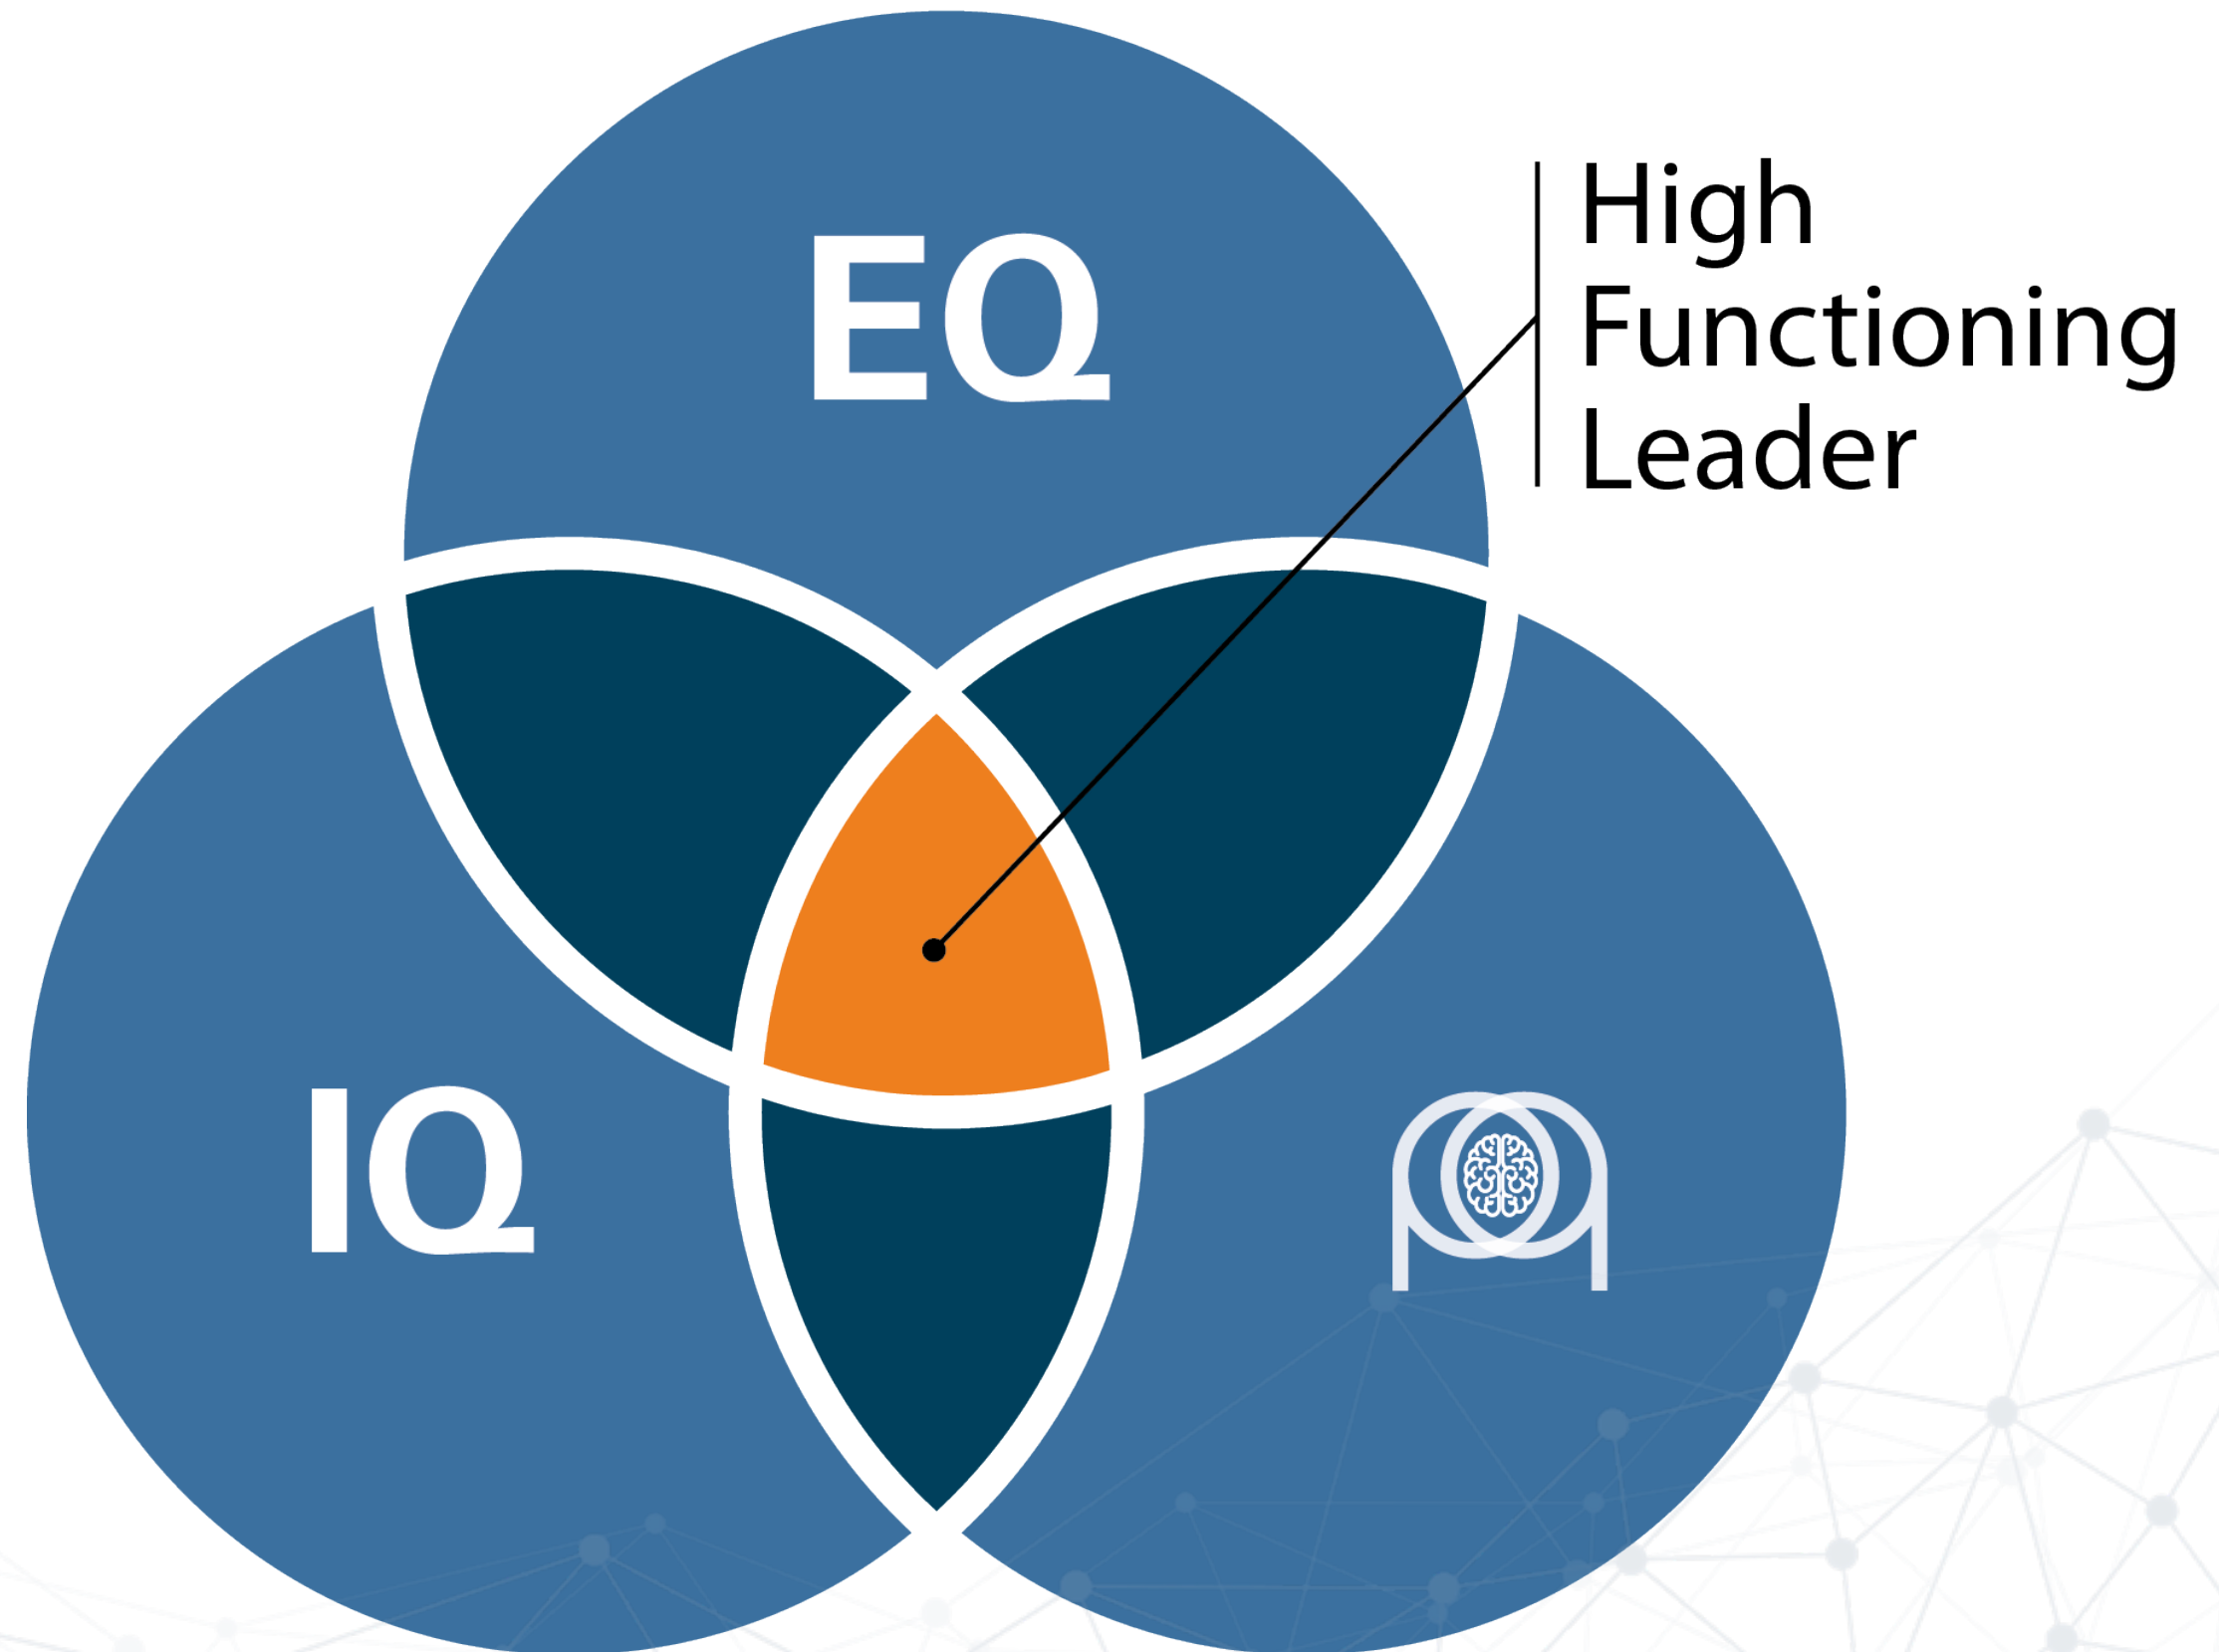 EQ
High
Functioning
Leader
IQ